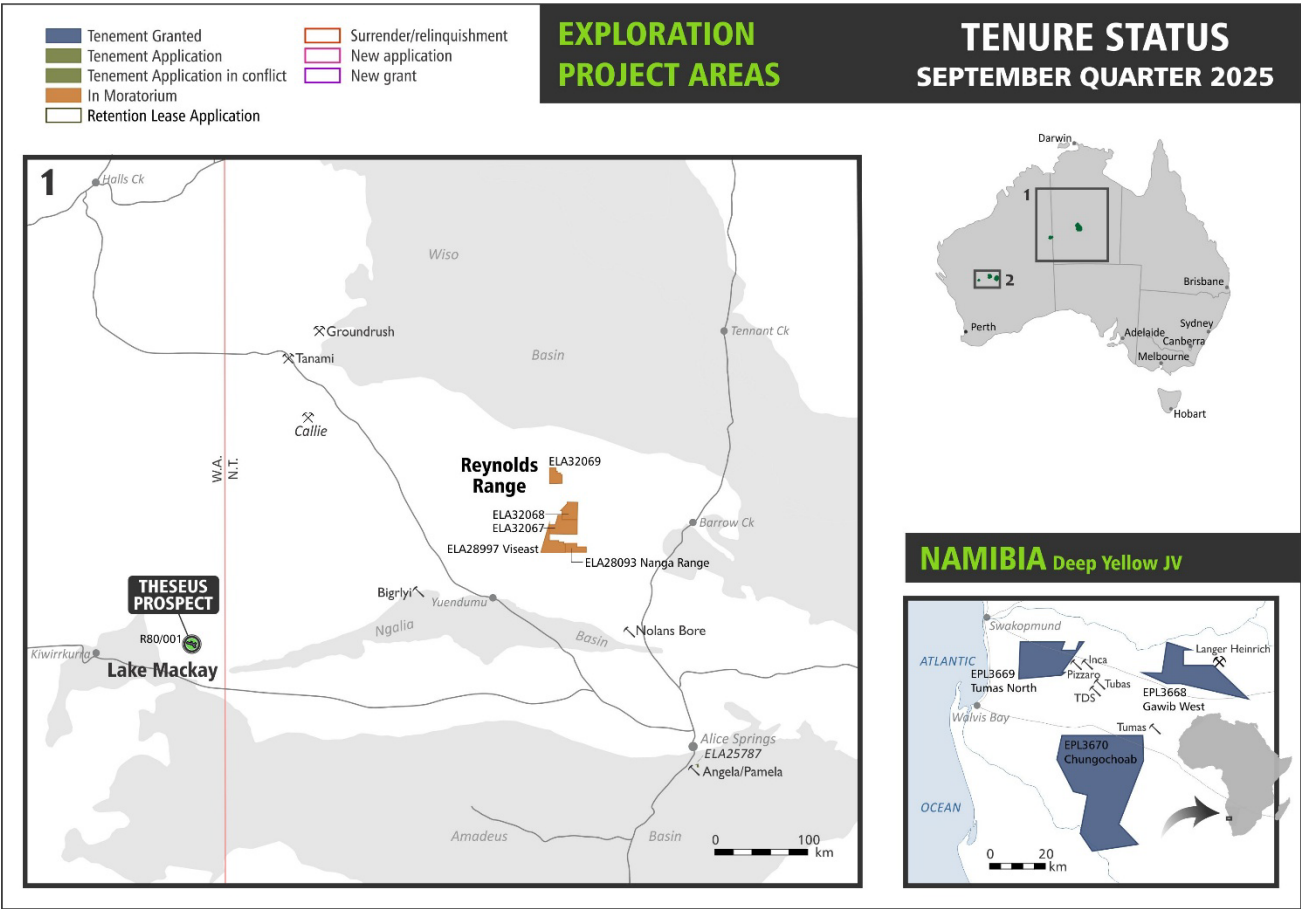 Tenement Granted
Tenement Application
Tenement Application in conflict
In Moratorium
Retention Lease Application
Surrender/relinquishment
New application
New grant
EXPLORATION
PROJECT AREAS
TENURE STATUS
SEPTEMBER QUARTER 2025
1
Halls Ck
Wiso
Groundrush
Tanami
Tennant Ck
Basin
Callie
W.A.
N.T.
Reynolds
Range
ELA32069
ELA32068
ELA32067
Barrow Ck
ELA28997 Viseast
ELA28093 Nanga Range
THESEUS
PROSPECT
Bigrlyi
Yuendumu
R80/001
Ngalia
Basin
Nolans Bore
Kiwirrkurra
Lake Mackay
Alice Springs
ELA25787
Angela/Pamela
Amadeus
Basin
0 100
km
Darwin
1
2
Brisbane
Perth
Adelaide
Sydney
Canberra
Melbourne
Hobart
NAMIBIA Deep Yellow JV
Swakopmund
ATLANTIC
Langer Heinrich
Inca
Pizzaro
EPL3669
Tumas North
Tubas
TDS
EPL3668
Gawib West
Walvis Bay
Tumas
EPL3670
Chungochoab
OCEAN
0 20
km